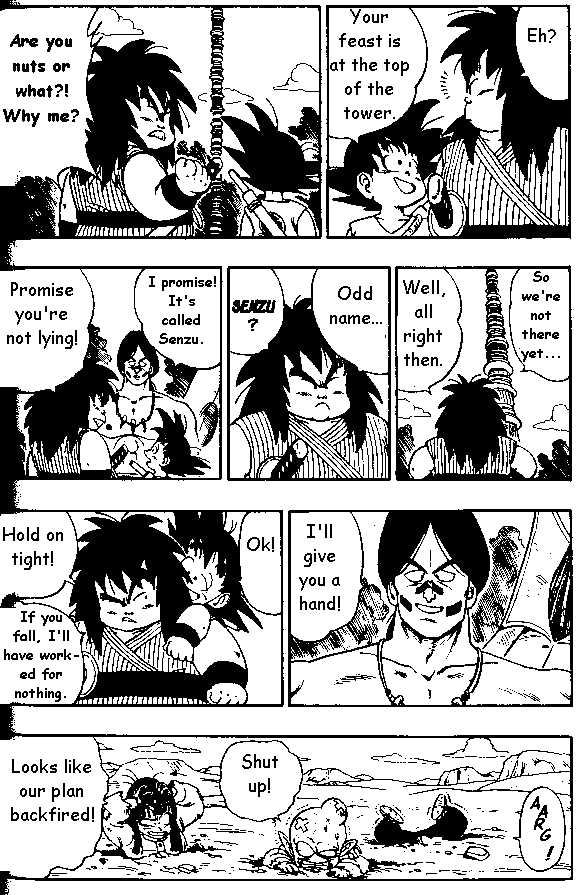 Are you
nuts or
what?!
Why me?
Your
feast is
at the top
of the
tower.
Eh?
Promise
you're
not lying!
I promise!
It's
called
Senzu.
SENZU
?
Odd
name...
Well,
all
right
then.
So
we're
not
there
yet...
Hold on
tight!
Ok!
If you
fall, I'll
have work-
ed for
nothing.
I'll
give
you a
hand!
Looks like
our plan
backfired!
Shut
up!
AARG!